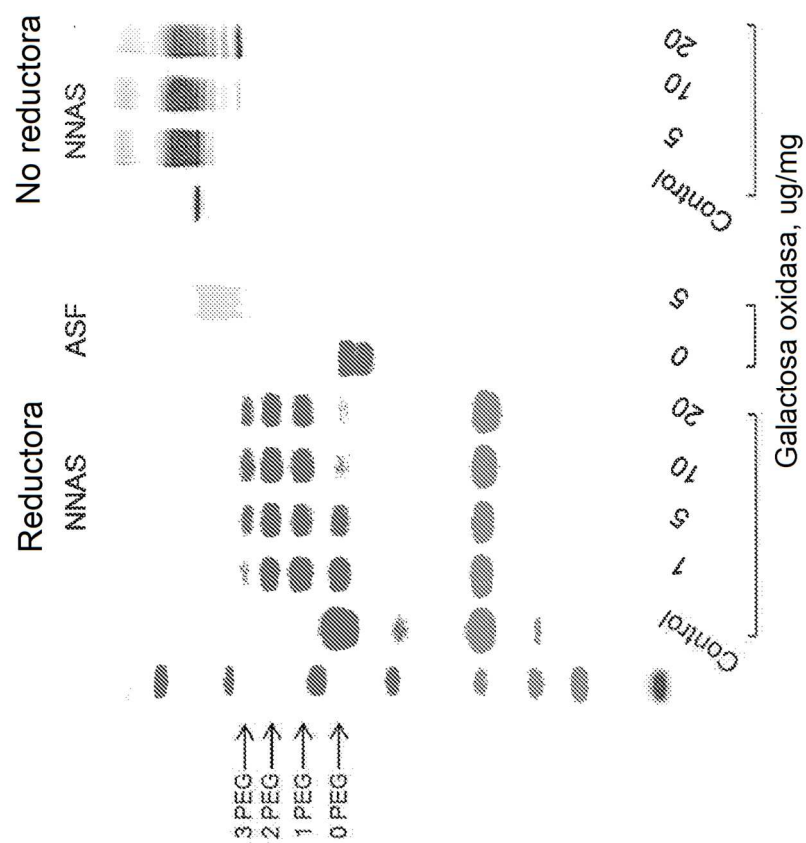 Reductora
No reductora
NNAS
ASF
NNAS
3 PEG
2 PEG
1 PEG
0 PEG
Control
1
5
10
20
0
5
Control
5
10
20
Galactosa oxidasa, ug/mg